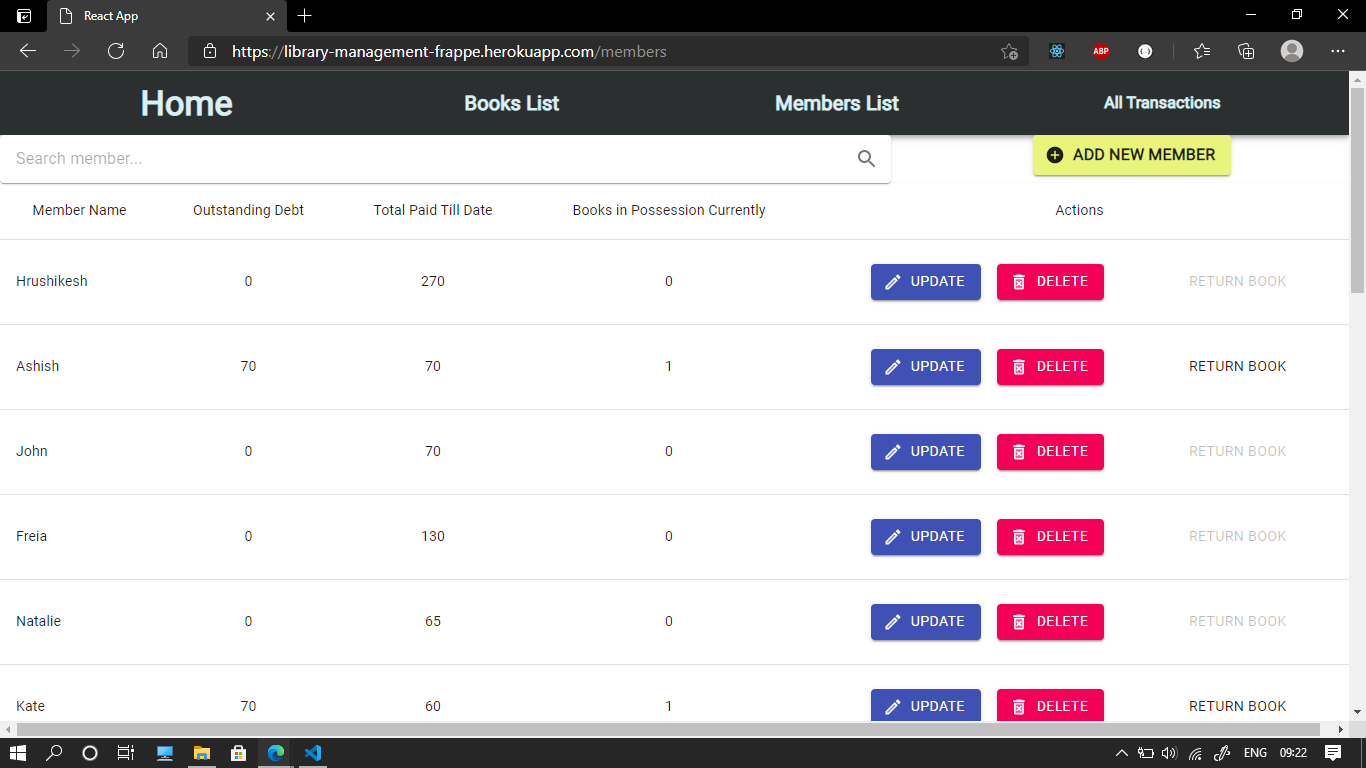 React App
https://library-management-frappe.herokuapp.com/members
ABP
Home Books List Members List All Transactions
Search member... ADD NEW MEMBER
Member Name Outstanding Debt Total Paid Till Date Books in Possession Currently Actions
Hrushikesh 0 270 0 UPDATE DELETE RETURN BOOK
Ashish 70 70 1 UPDATE DELETE RETURN BOOK
John 0 70 0 UPDATE DELETE RETURN BOOK
Freia 0 130 0 UPDATE DELETE RETURN BOOK
Natalie 0 65 0 UPDATE DELETE RETURN BOOK
Kate 70 60 1 UPDATE DELETE RETURN BOOK
ENG 09:22